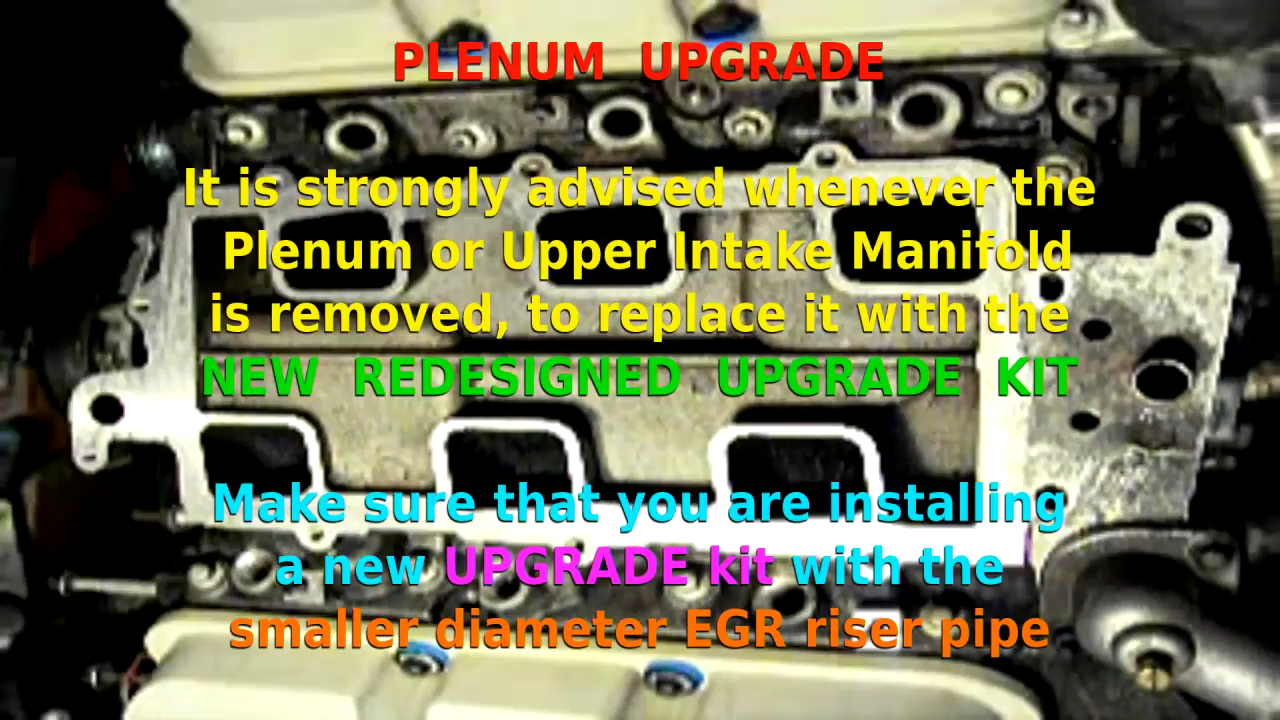 PLENUM UPGRADE
It is strongly advised whenever the
Plenum or Upper Intake Manifold
is removed, to replace it with the
NEW REDESIGNED UPGRADE KIT
Make sure that you are installing
a new UPGRADE kit with the
smaller diameter EGR riser pipe